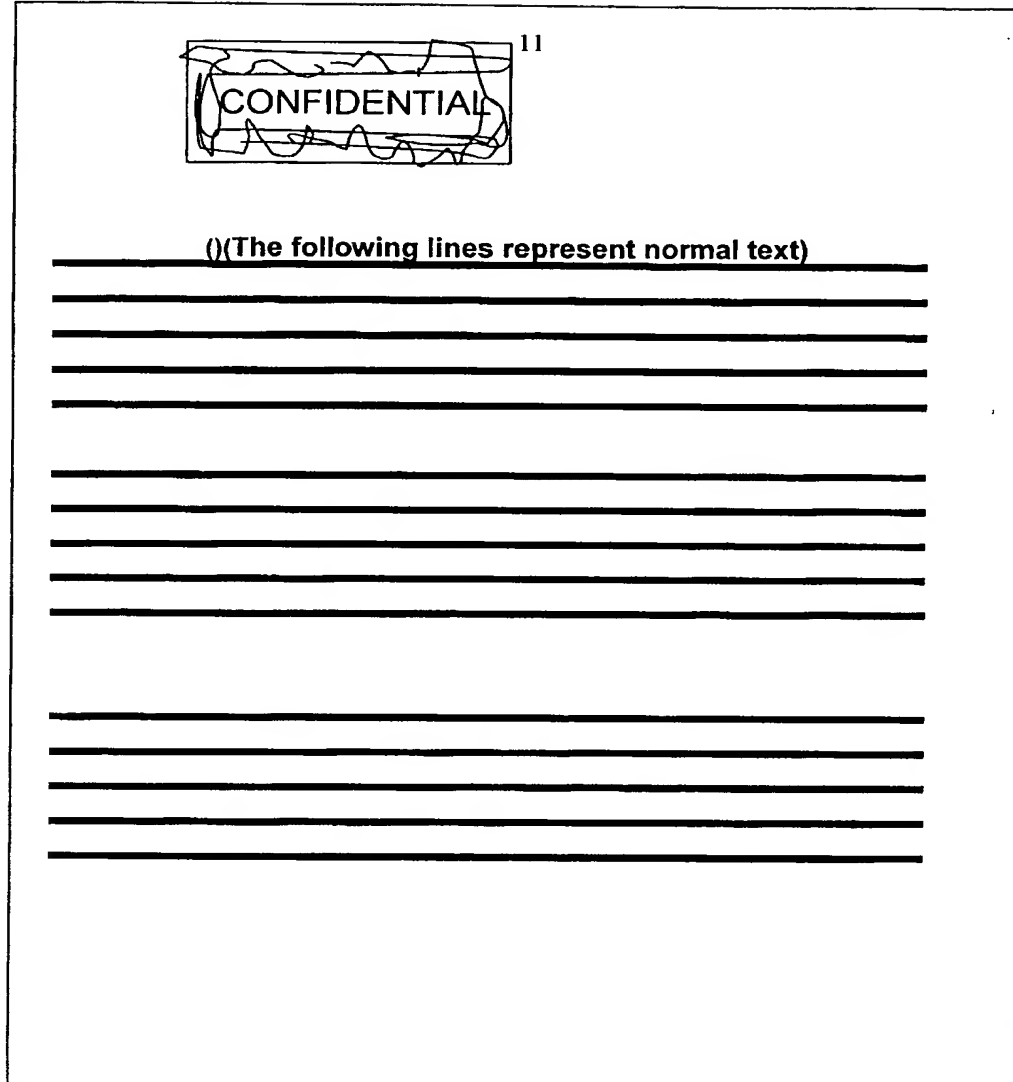 11
CONFIDENTIAL
()(The following lines represent normal text)